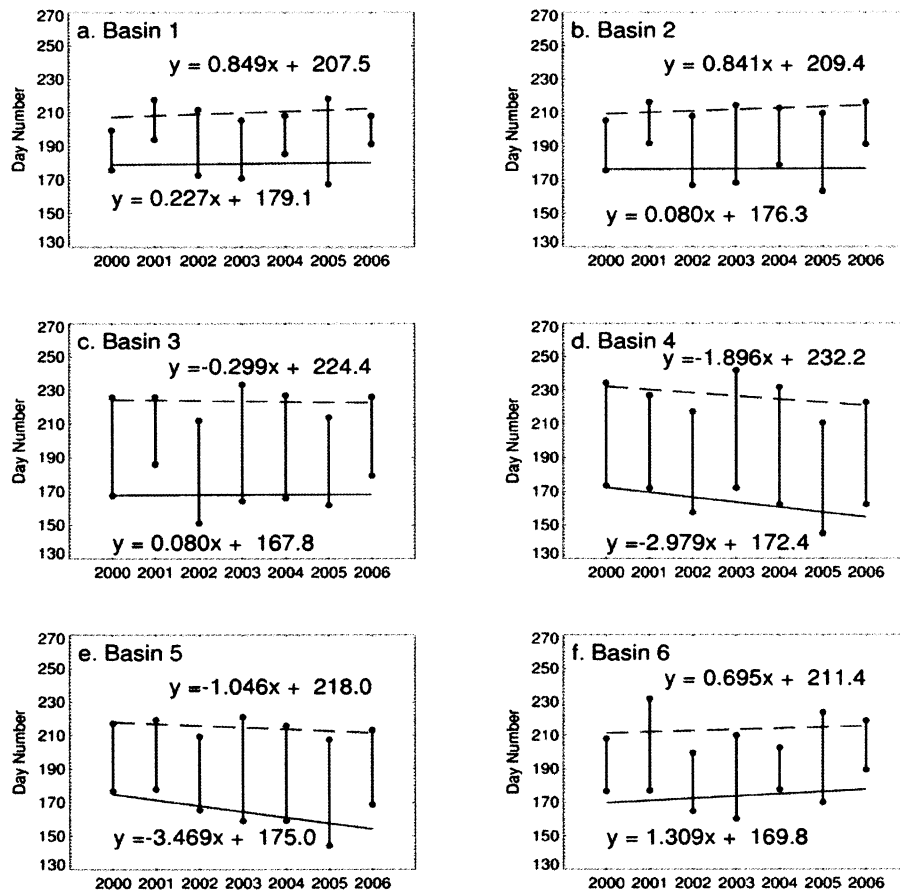 a. Basin 1
y = 0.849x + 207.5
y = 0.227x + 179.1
Day Number
270
250
230
210
190
170
150
130
2000 2001 2002 2003 2004 2005 2006
b. Basin 2
y = 0.841x + 209.4
y = 0.080x + 176.3
Day Number
270
250
230
210
190
170
150
130
2000 2001 2002 2003 2004 2005 2006
c. Basin 3
y =-0.299x + 224.4
y = 0.080x + 167.8
Day Number
270
250
230
210
190
170
150
130
2000 2001 2002 2003 2004 2005 2006
d. Basin 4
y =-1.896x + 232.2
y =-2.979x + 172.4
Day Number
270
250
230
210
190
170
150
130
2000 2001 2002 2003 2004 2005 2006
e. Basin 5
y =-1.046x + 218.0
y =-3.469x + 175.0
Day Number
270
250
230
210
190
170
150
130
2000 2001 2002 2003 2004 2005 2006
f. Basin 6
y = 0.695x + 211.4
y = 1.309x + 169.8
Day Number
270
250
230
210
190
170
150
130
2000 2001 2002 2003 2004 2005 2006